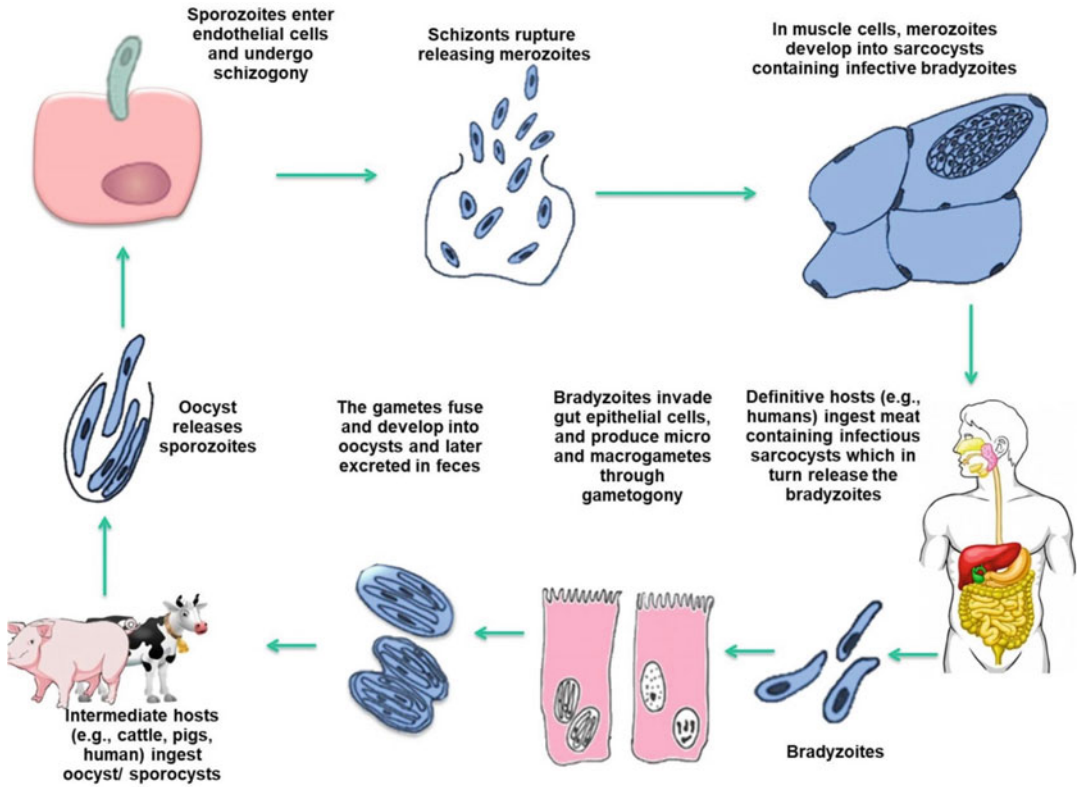 Sporozoites enter
endothelial cells
and undergo
schizogony
Schizonts rupture
releasing merozoites
In muscle cells, merozoites
develop into sarcocysts
containing infective bradyzoites
Oocyst
releases
sporozoites
The gametes fuse
and develop into
oocysts and later
excreted in feces
Bradyzoites invade
gut epithelial cells,
and produce micro
and macrogametes
through
gametogony
Definitive hosts (e.g.,
humans) ingest meat
containing infectious
sarcocysts which in
turn release the
bradyzoites
Intermediate hosts
(e.g., cattle, pigs,
human) ingest
oocyst/ sporocysts
Bradyzoites